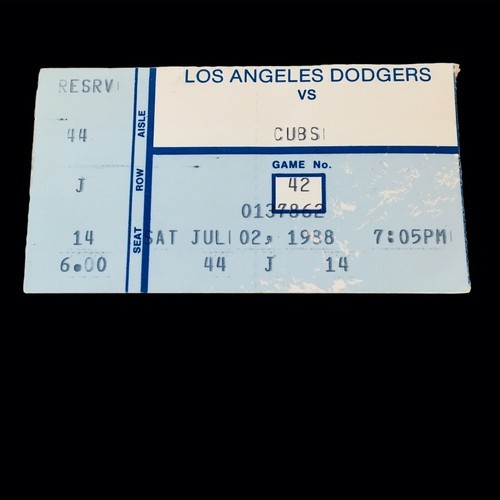 RESRV
LOS ANGELES DODGERS
VS
44
AISLE
CUBS
GAME No.
J
ROW
42
0137862
14
SEAT
SAT JUL 02, 1988 7:05PM
6.00
44 J 14